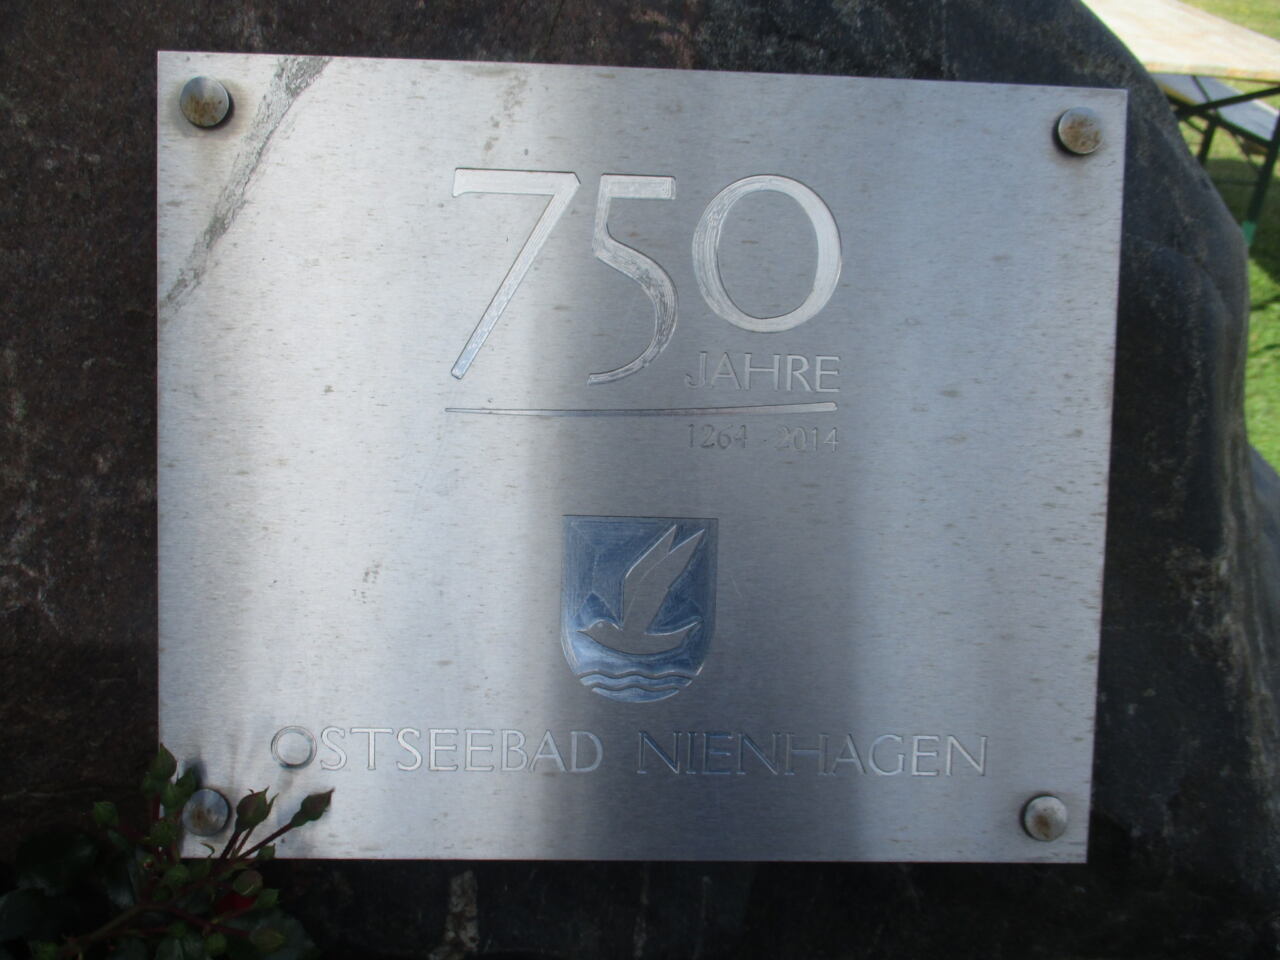 750
JAHRE
1264 - 2014
OSTSEEBAD NIENHAGEN